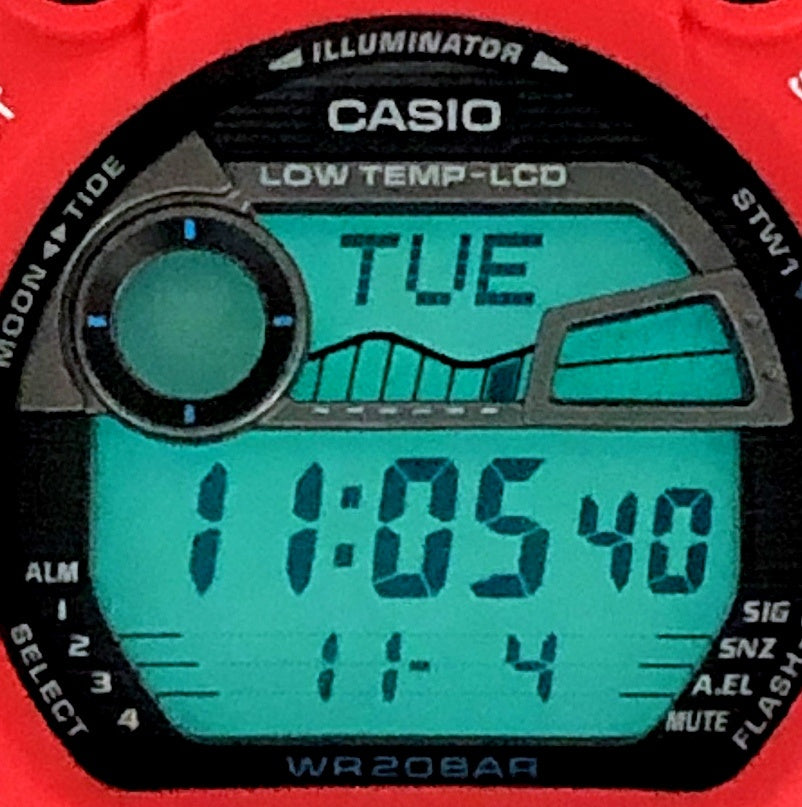 ILLUMINATOR
CASIO
LOW TEMP-LCD
MOON TIDE
STW1
TUE
11:05 40
ALM
1
2
3
4
SELECT
11- 4
SIG
SNZ
A.EL
MUTE
FLASH
WR20BAR